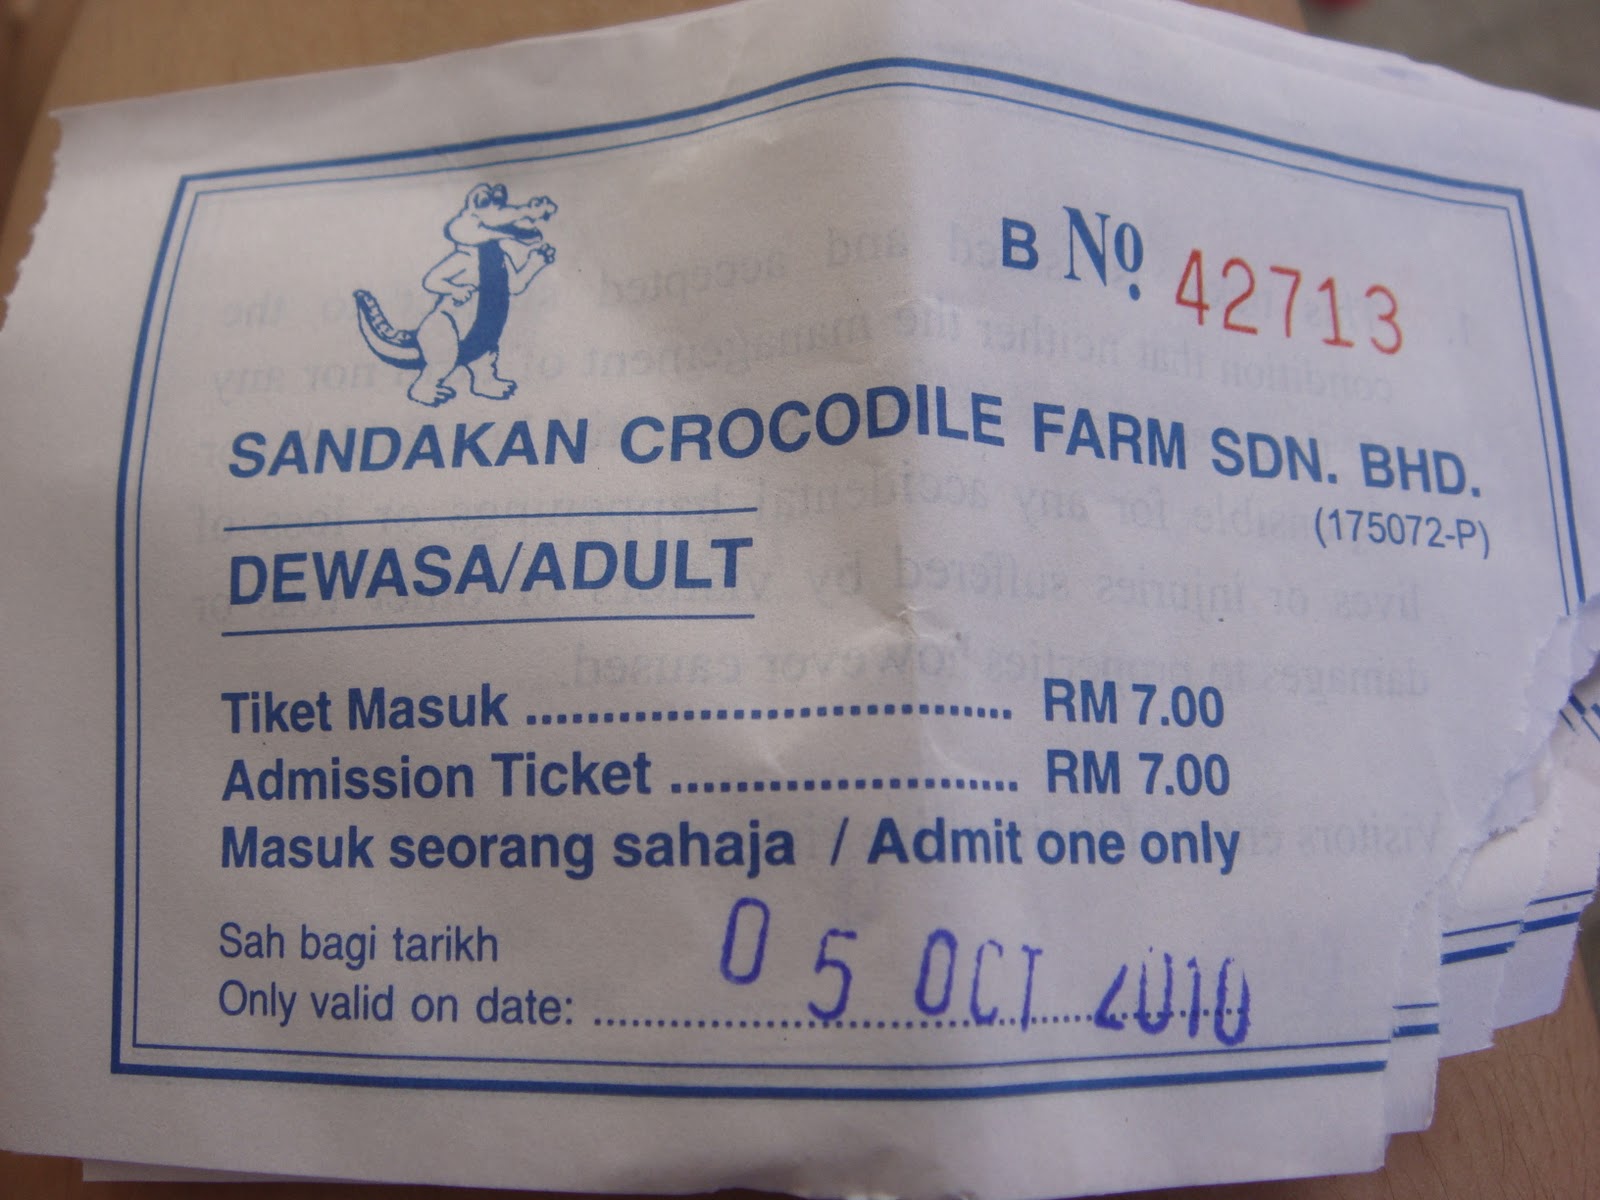 B No. 42713
SANDAKAN CROCODILE FARM SDN. BHD.
(175072-P)
DEWASA/ADULT
Tiket Masuk ................................ RM 7.00
Admission Ticket ....................... RM 7.00
Masuk seorang sahaja / Admit one only
Sah bagi tarikh
Only valid on date: 05 OCT 2010